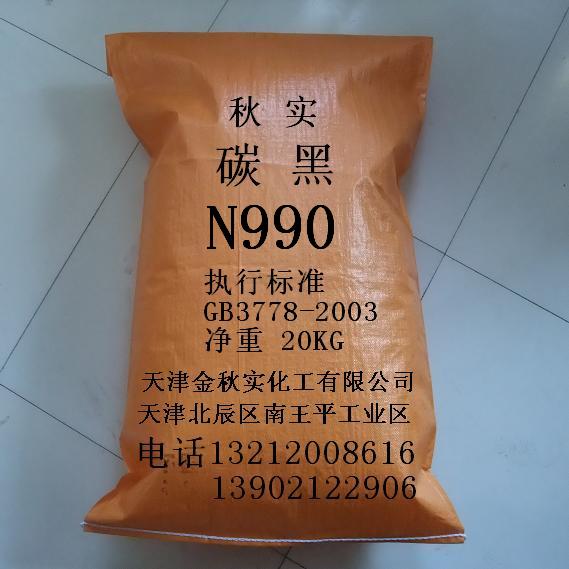 秋 实
碳 黑
N990
执行标准
GB3778-2003
净重 20KG
天津金秋实化工有限公司
天津北辰区南王平工业区
电话13212008616
13902122906